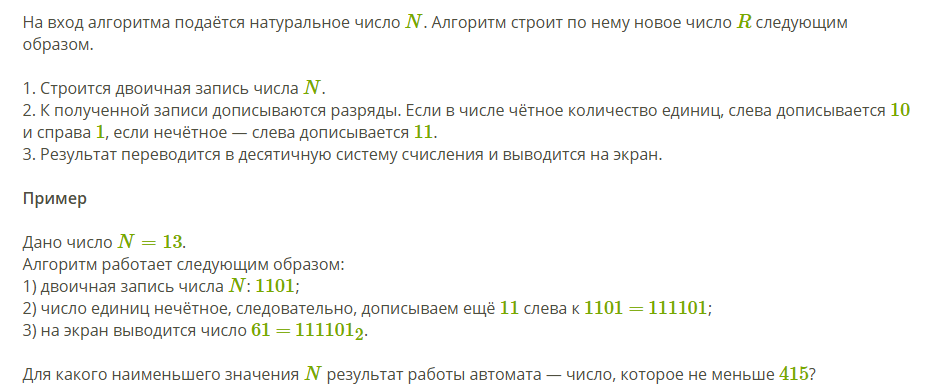 На вход алгоритма подаётся натуральное число N. Алгоритм строит по нему новое число R следующим
образом.
1. Строится двоичная запись числа N.
2. К полученной записи дописываются разряды. Если в числе чётное количество единиц, слева дописывается 10
и справа 1, если нечётное — слева дописывается 11.
3. Результат переводится в десятичную систему счисления и выводится на экран.
Пример
Дано число N = 13.
Алгоритм работает следующим образом:
1) двоичная запись числа N: 1101;
2) число единиц нечётное, следовательно, дописываем ещё 11 слева к 1101 = 111101;
3) на экран выводится число 61 = 111101₂.
Для какого наименьшего значения N результат работы автомата — число, которое не меньше 415?